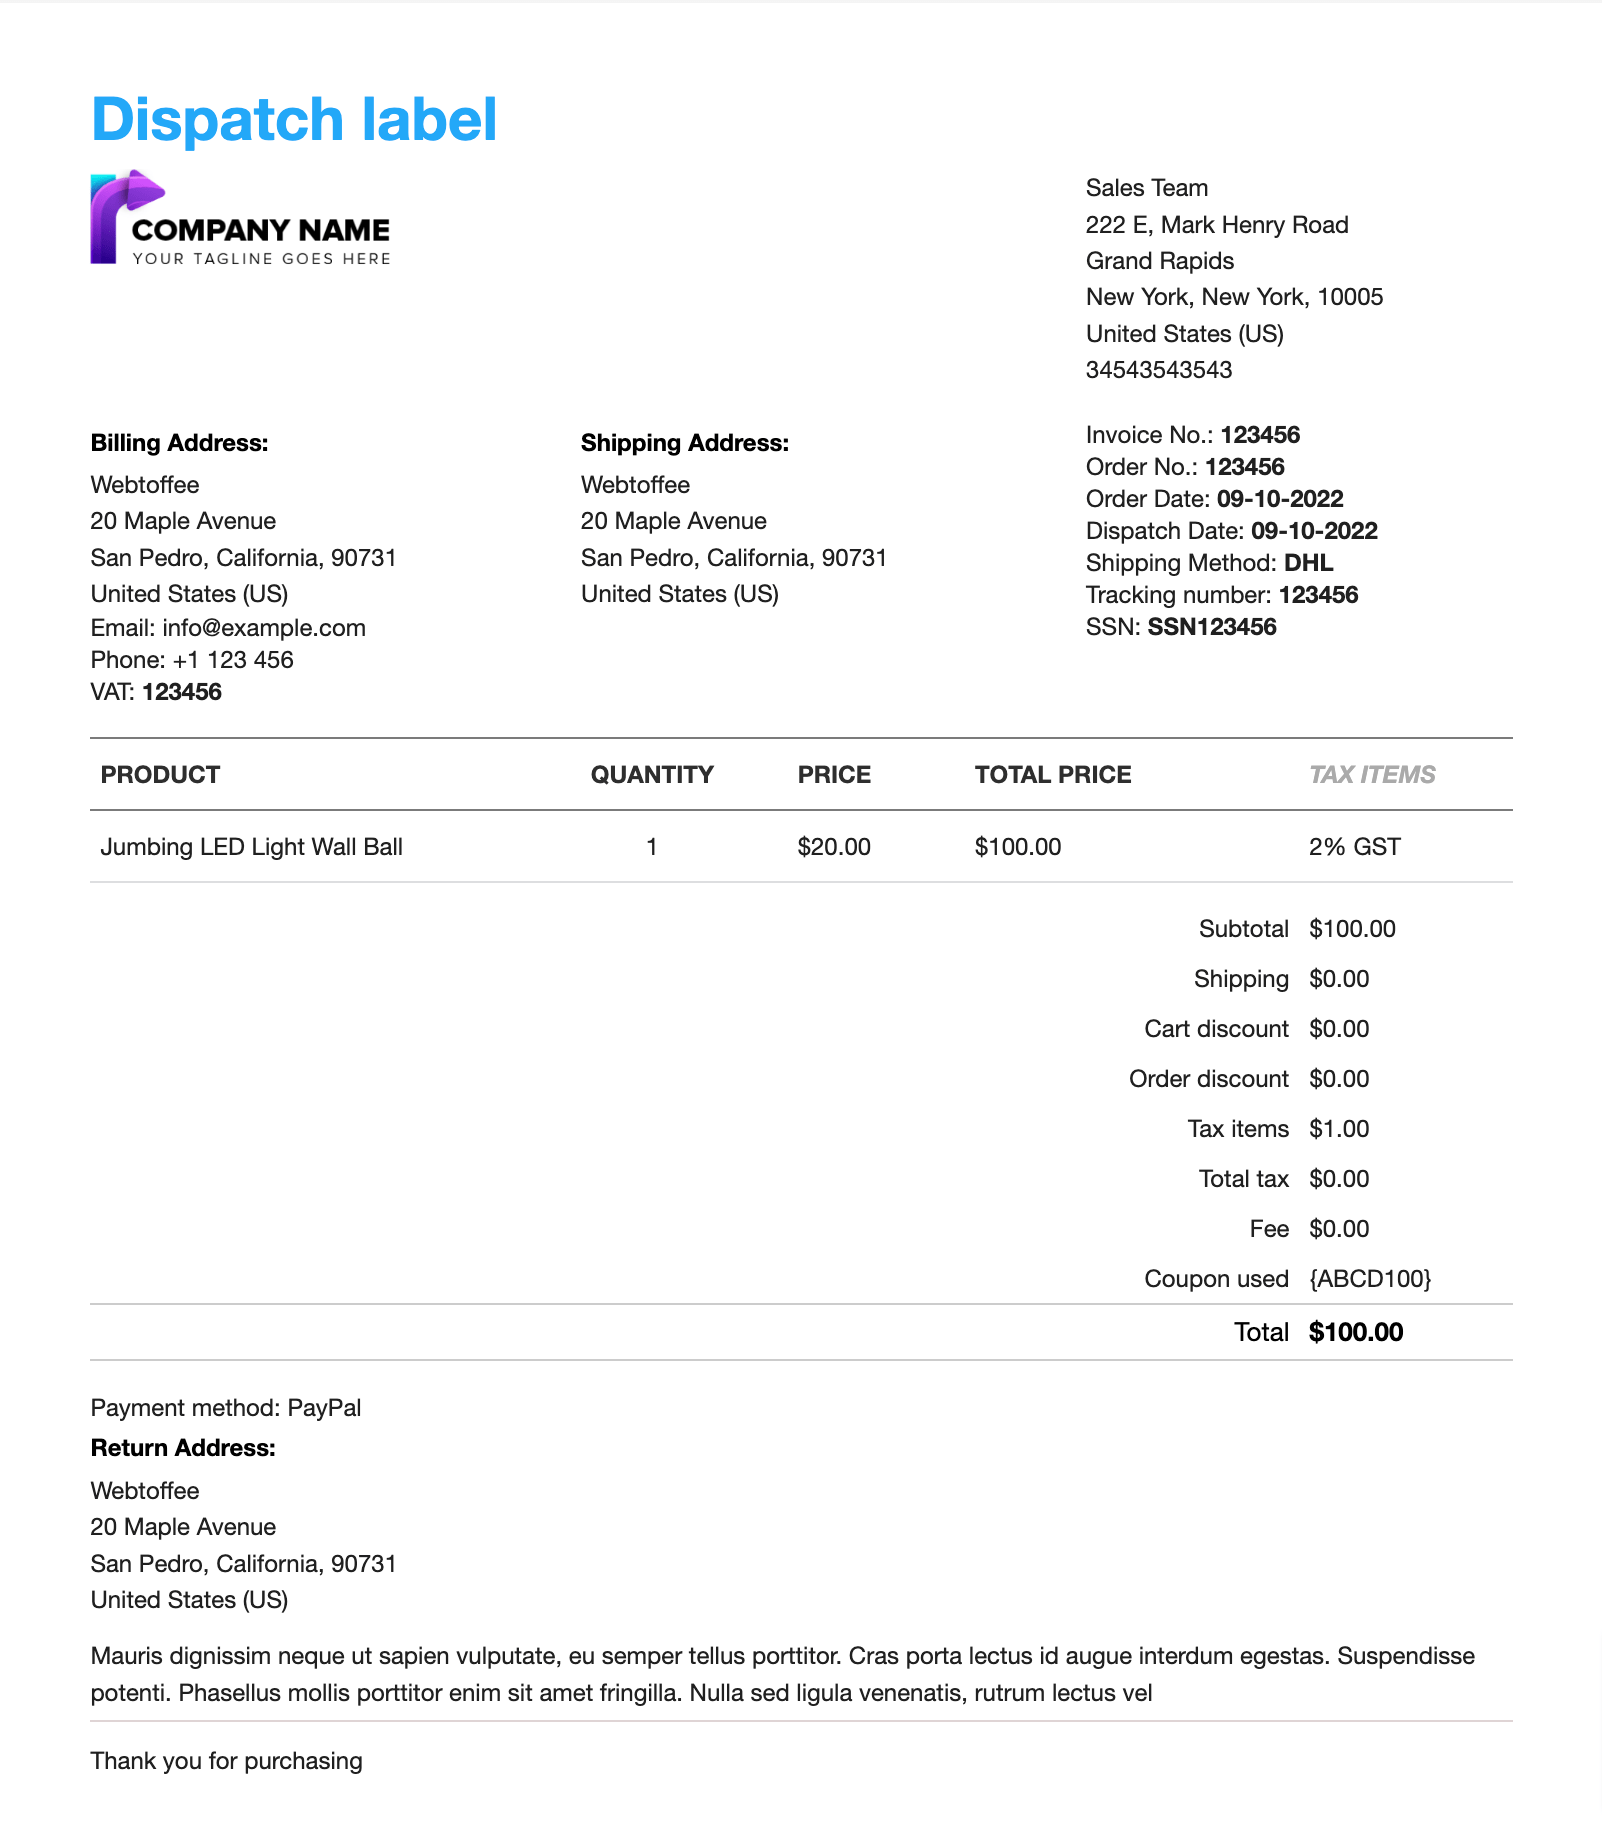 Dispatch label
COMPANY NAME
YOUR TAGLINE GOES HERE
Sales Team
222 E, Mark Henry Road
Grand Rapids
New York, New York, 10005
United States (US)
34543543543
Billing Address:
Webtoffee
20 Maple Avenue
San Pedro, California, 90731
United States (US)
Email: info@example.com
Phone: +1 123 456
VAT: 123456
Shipping Address:
Webtoffee
20 Maple Avenue
San Pedro, California, 90731
United States (US)
Invoice No.: 123456
Order No.: 123456
Order Date: 09-10-2022
Dispatch Date: 09-10-2022
Shipping Method: DHL
Tracking number: 123456
SSN: SSN123456
PRODUCT QUANTITY PRICE TOTAL PRICE TAX ITEMS
Jumbing LED Light Wall Ball 1 $20.00 $100.00 2% GST
Subtotal $100.00
Shipping $0.00
Cart discount $0.00
Order discount $0.00
Tax items $1.00
Total tax $0.00
Fee $0.00
Coupon used {ABCD100}
Total $100.00
Payment method: PayPal
Return Address:
Webtoffee
20 Maple Avenue
San Pedro, California, 90731
United States (US)
Mauris dignissim neque ut sapien vulputate, eu semper tellus porttitor. Cras porta lectus id augue interdum egestas. Suspendisse
potenti. Phasellus mollis porttitor enim sit amet fringilla. Nulla sed ligula venenatis, rutrum lectus vel
Thank you for purchasing